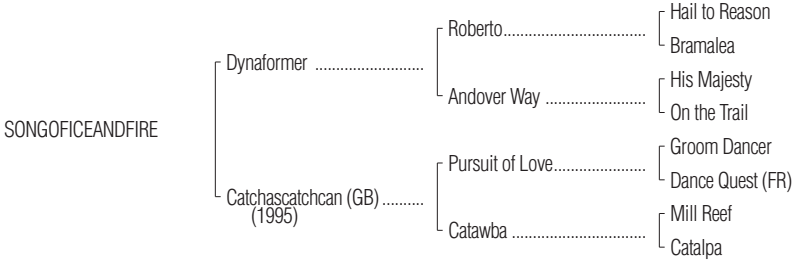 Hail to Reason
Roberto..................................
Bramalea
Dynaformer ..........................
His Majesty
Andover Way ........................
On the Trail
SONGOFICEANDFIRE
Groom Dancer
Pursuit of Love......................
Dance Quest (FR)
Catchascatchcan (GB) ..........
(1995)
Mill Reef
Catawba ................................
Catalpa